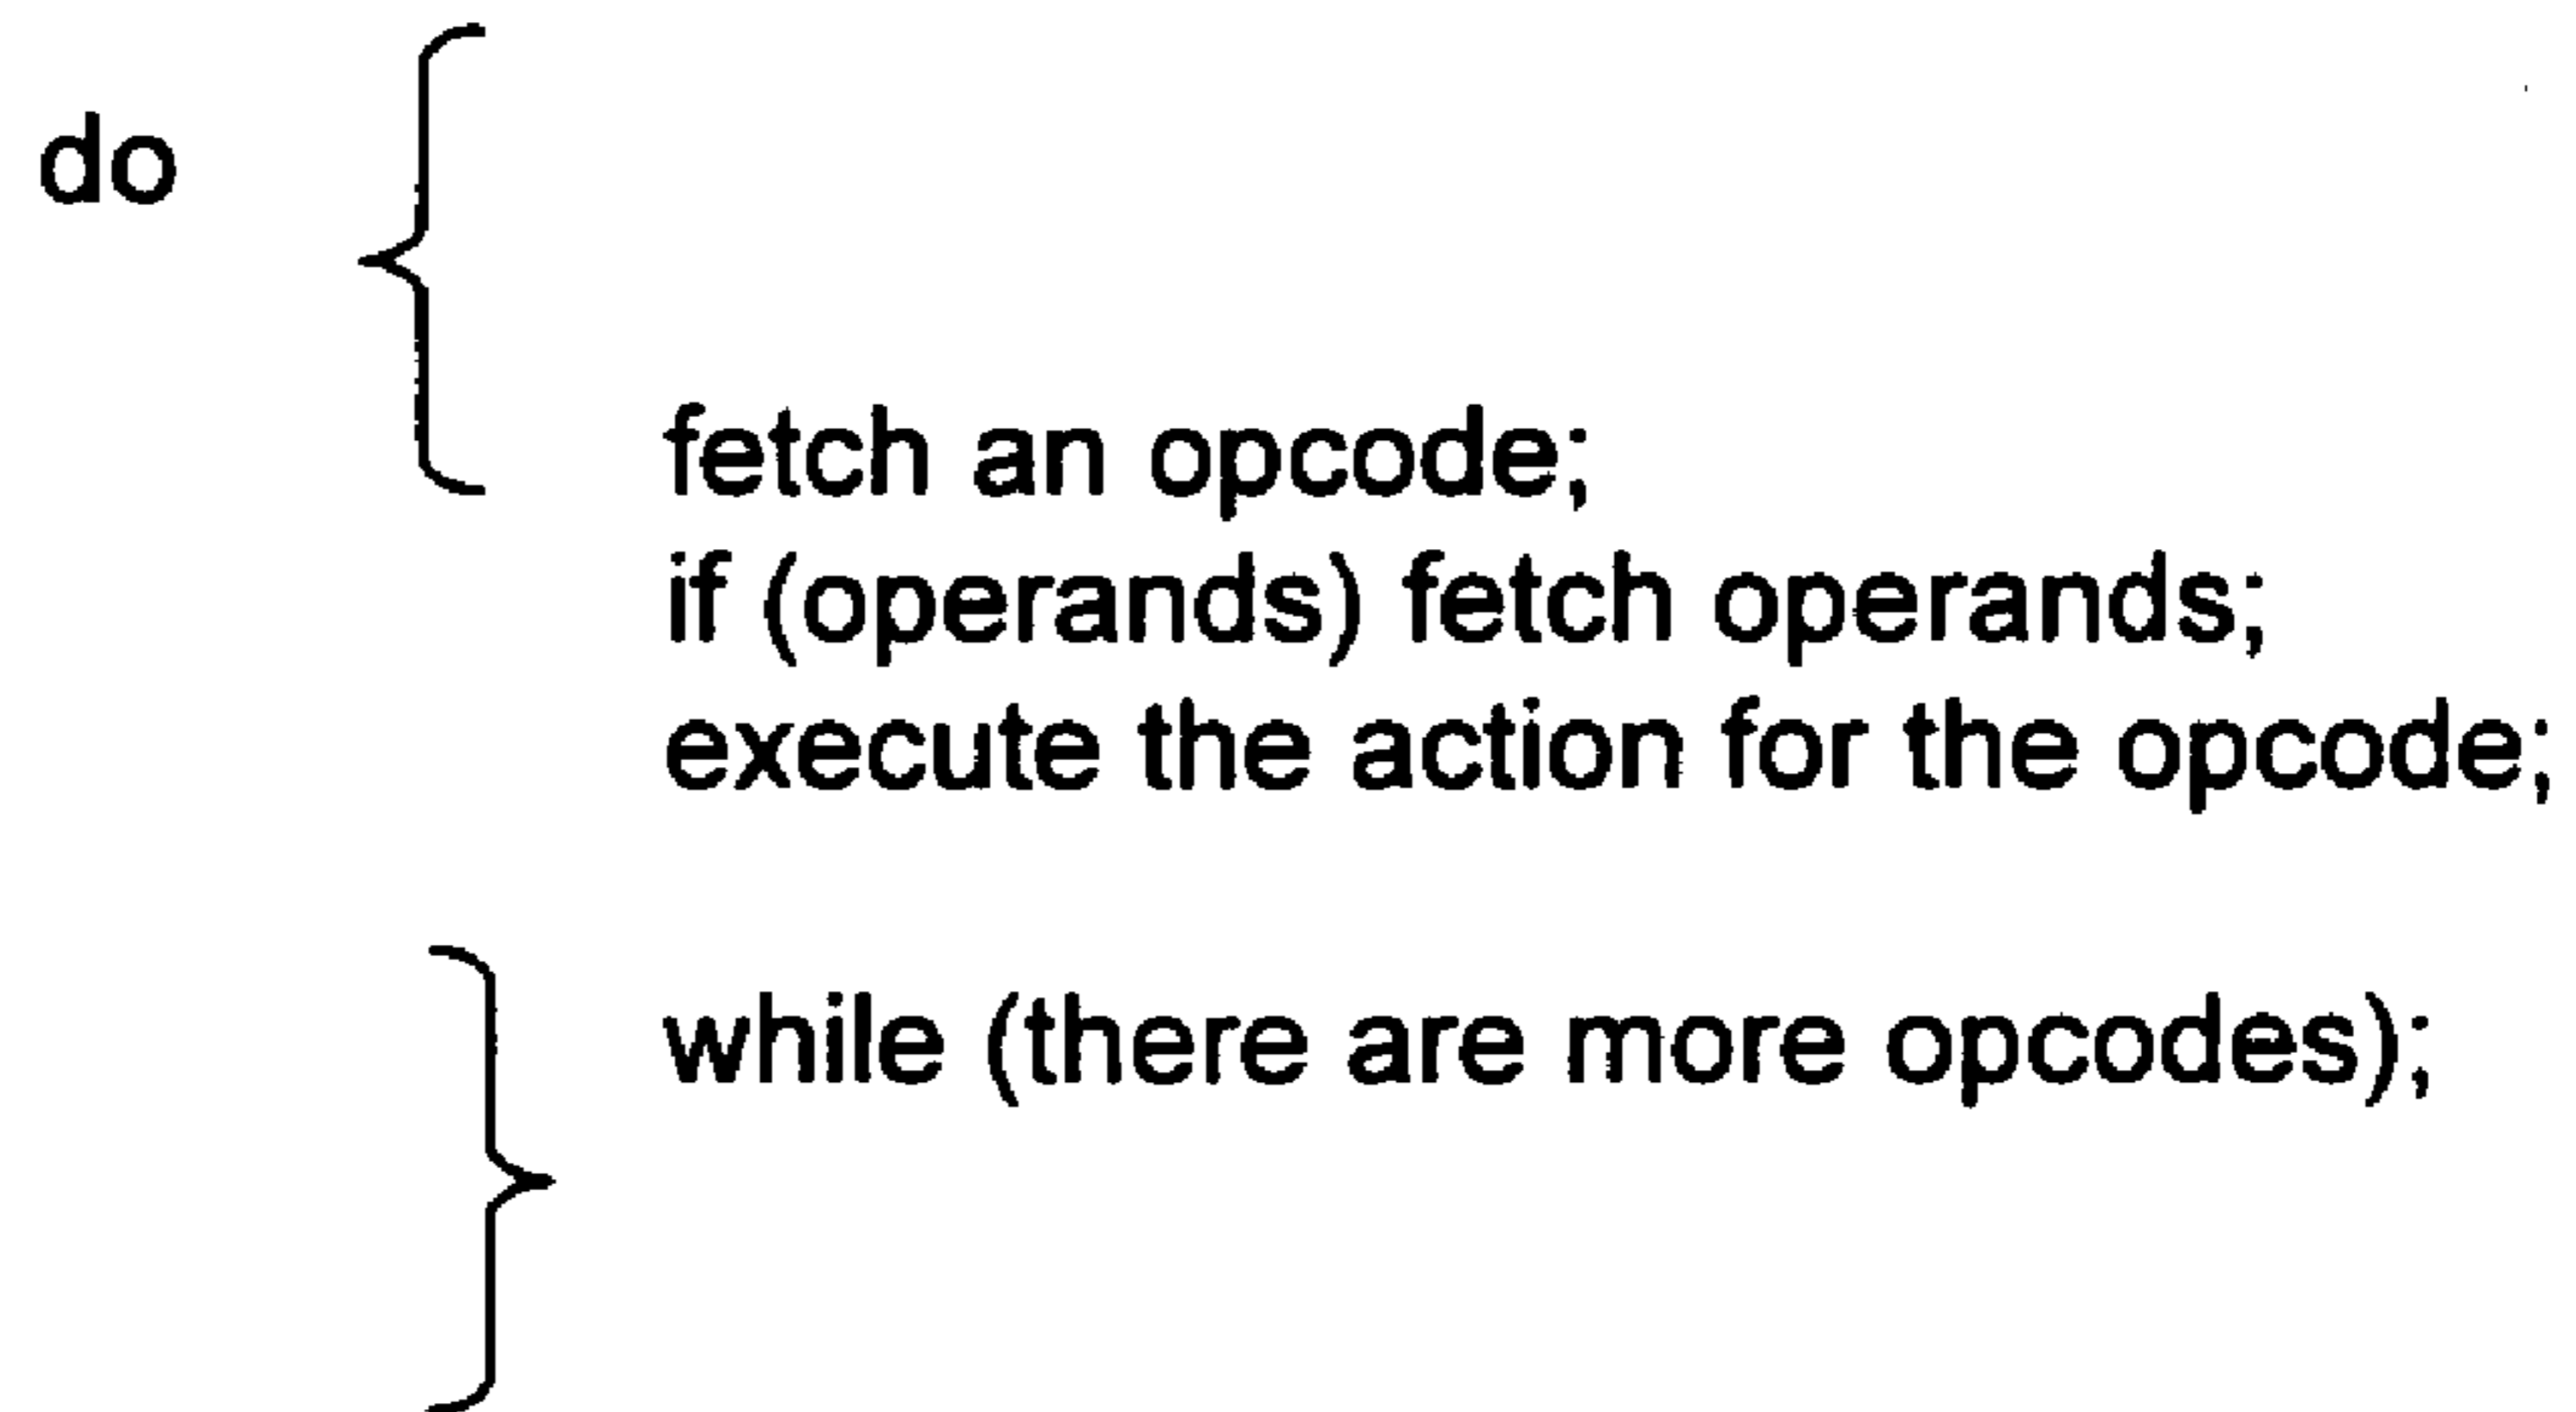 do {
fetch an opcode;
if (operands) fetch operands;
execute the action for the opcode;
} while (there are more opcodes);